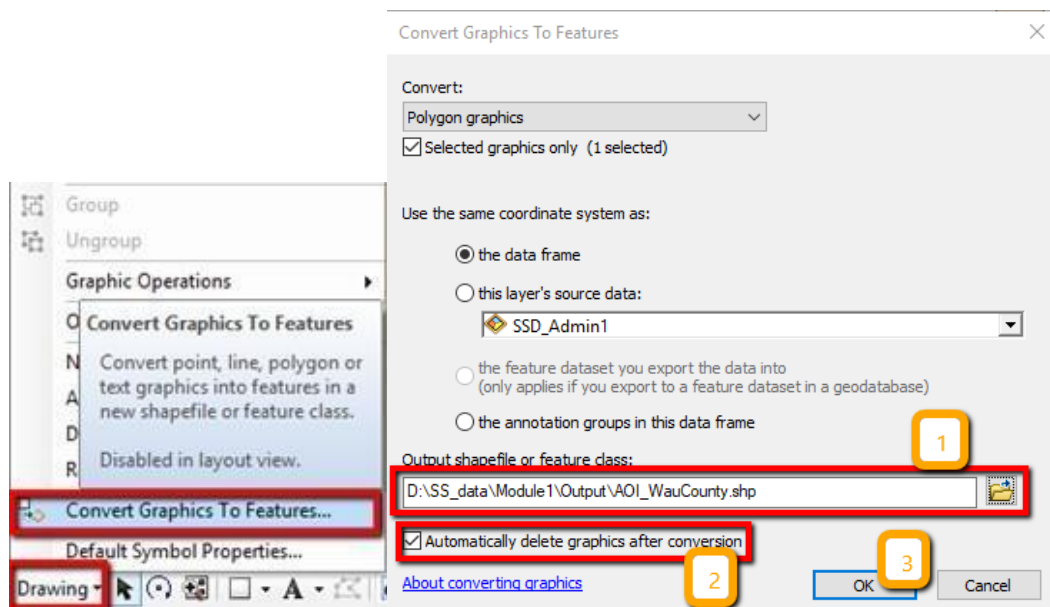 Group
Ungroup
Graphic Operations
O
Convert Graphics To Features
N
Convert point, line, polygon or
A
text graphics into features in a
new shapefile or feature class.
D
R
Disabled in layout view.
Convert Graphics To Features...
Default Symbol Properties...
Drawing
A
Convert Graphics To Features
Convert:
Polygon graphics
Selected graphics only (1 selected)
Use the same coordinate system as:
the data frame
this layer's source data:
SSD_Admin1
the feature dataset you export the data into
(only applies if you export to a feature dataset in a geodatabase)
the annotation groups in this data frame
1
Output shapefile or feature class:
D:\SS_data\Module1\Output\AOI_WauCounty.shp
Automatically delete graphics after conversion
2
3
About converting graphics
OK
Cancel